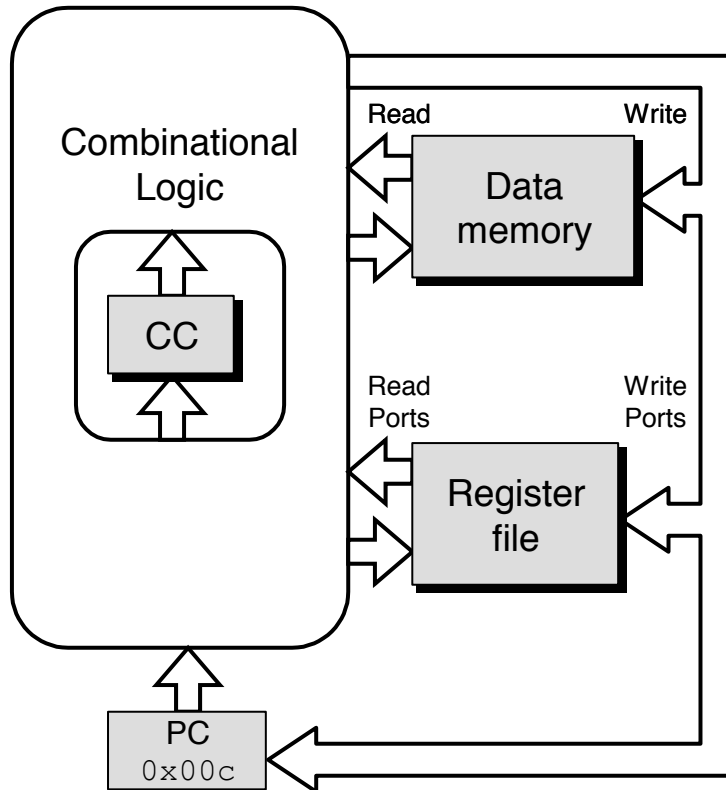 Combinational
Logic
CC
Read
Write
Data
memory
Read
Ports
Write
Ports
Register
file
PC
0x00c